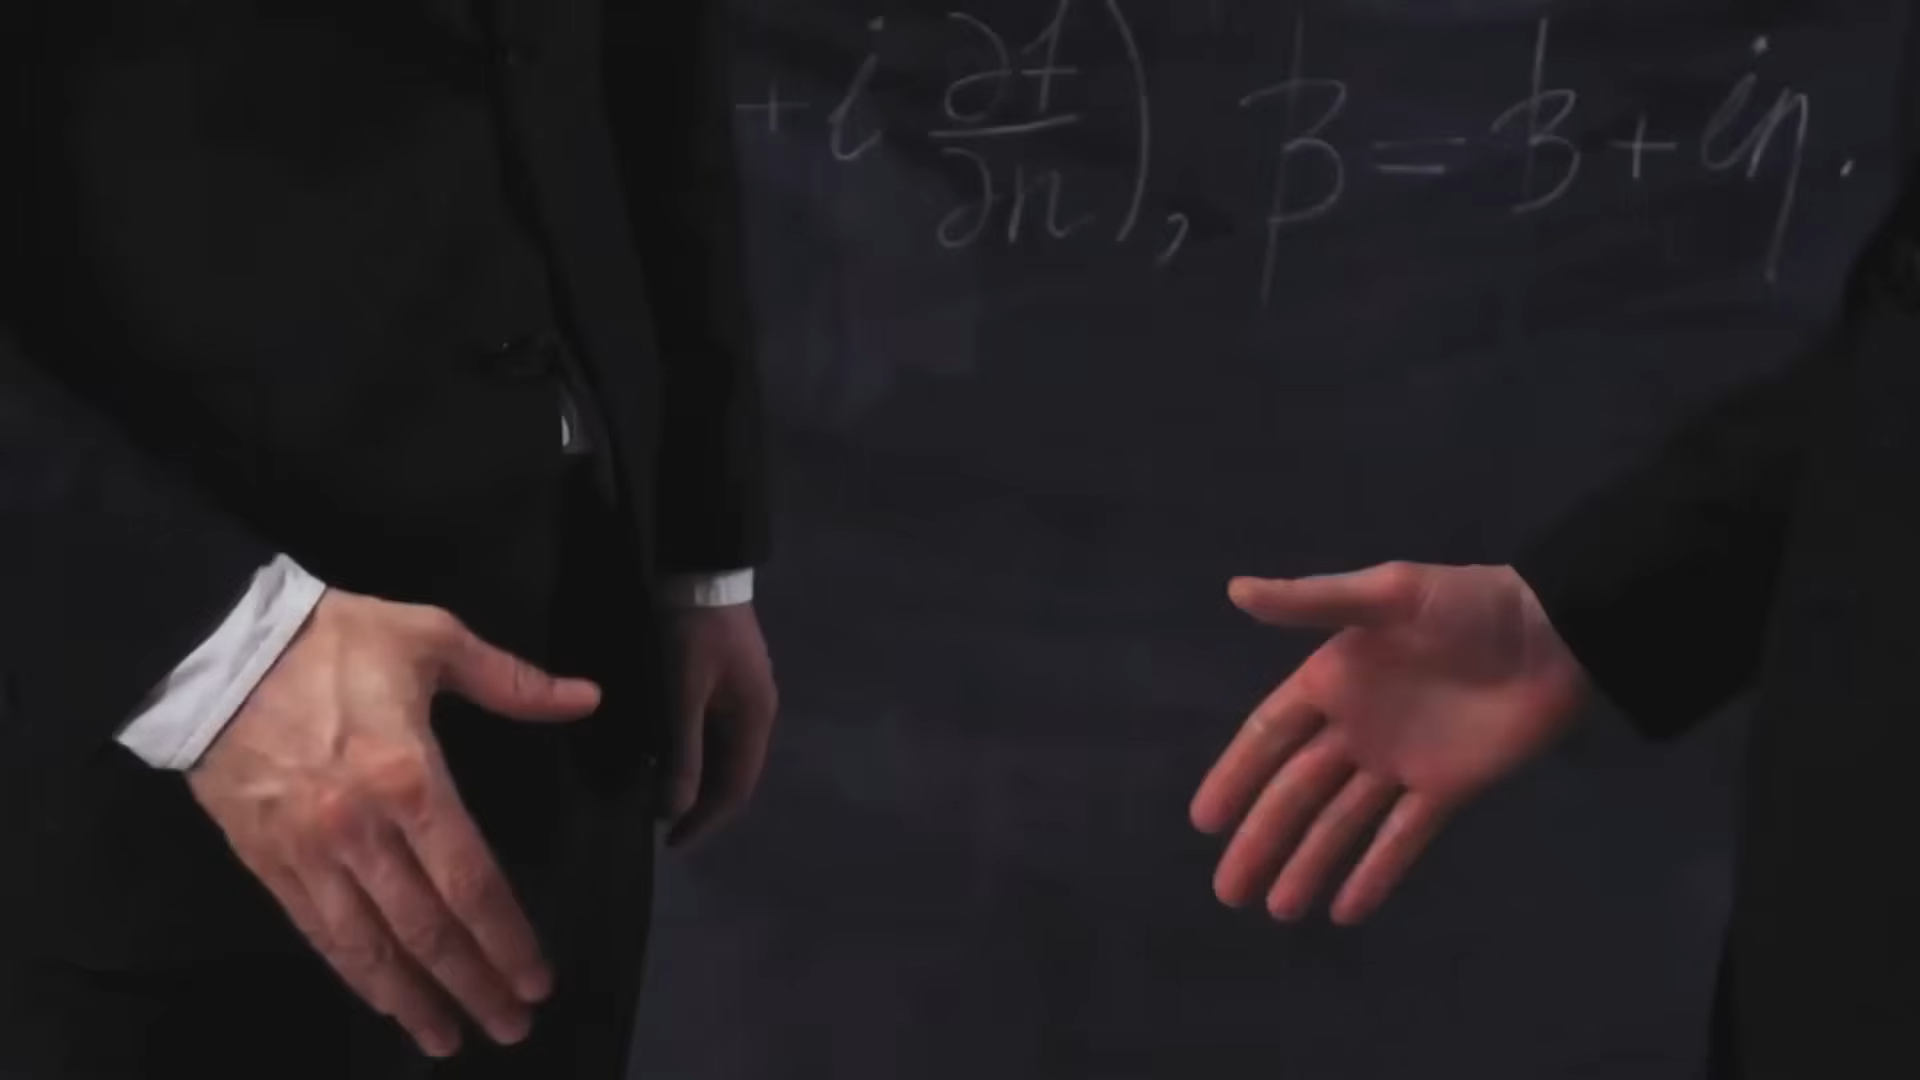 + i ∂f/∂n), β = β + iη.